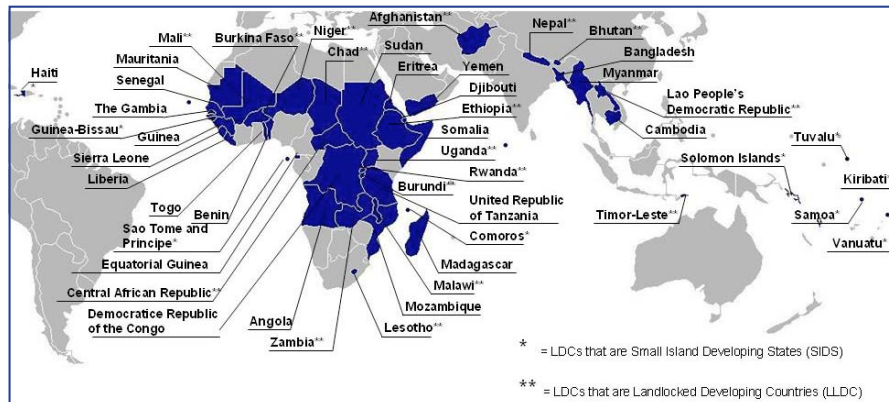 Afghanistan**
Nepal**
Bhutan**
Bangladesh
Myanmar
Lao People's
Democratic Republic**
Cambodia
Mali**
Burkina Faso**
Niger**
Chad**
Sudan
Eritrea
Yemen
Djibouti
Ethiopia**
Somalia
Uganda**
Rwanda**
Burundi**
United Republic
of Tanzania
Comoros*
Madagascar
Malawi**
Mozambique
Lesotho**
Zambia**
Angola
Haiti
*
Mauritania
Senegal
The Gambia
Guinea-Bissau*
Guinea
Sierra Leone
Liberia
Togo
Benin
Sao Tome and
Principe*
Equatorial Guinea
Central African Republic**
Democratice Republic
of the Congo
Tuvalu*
Solomon Islands*
Kiribati*
Timor-Leste**
Samoa*
Vanuatu*
* = LDCs that are Small Island Developing States (SIDS)
** = LDCs that are Landlocked Developing Countries (LLDC)